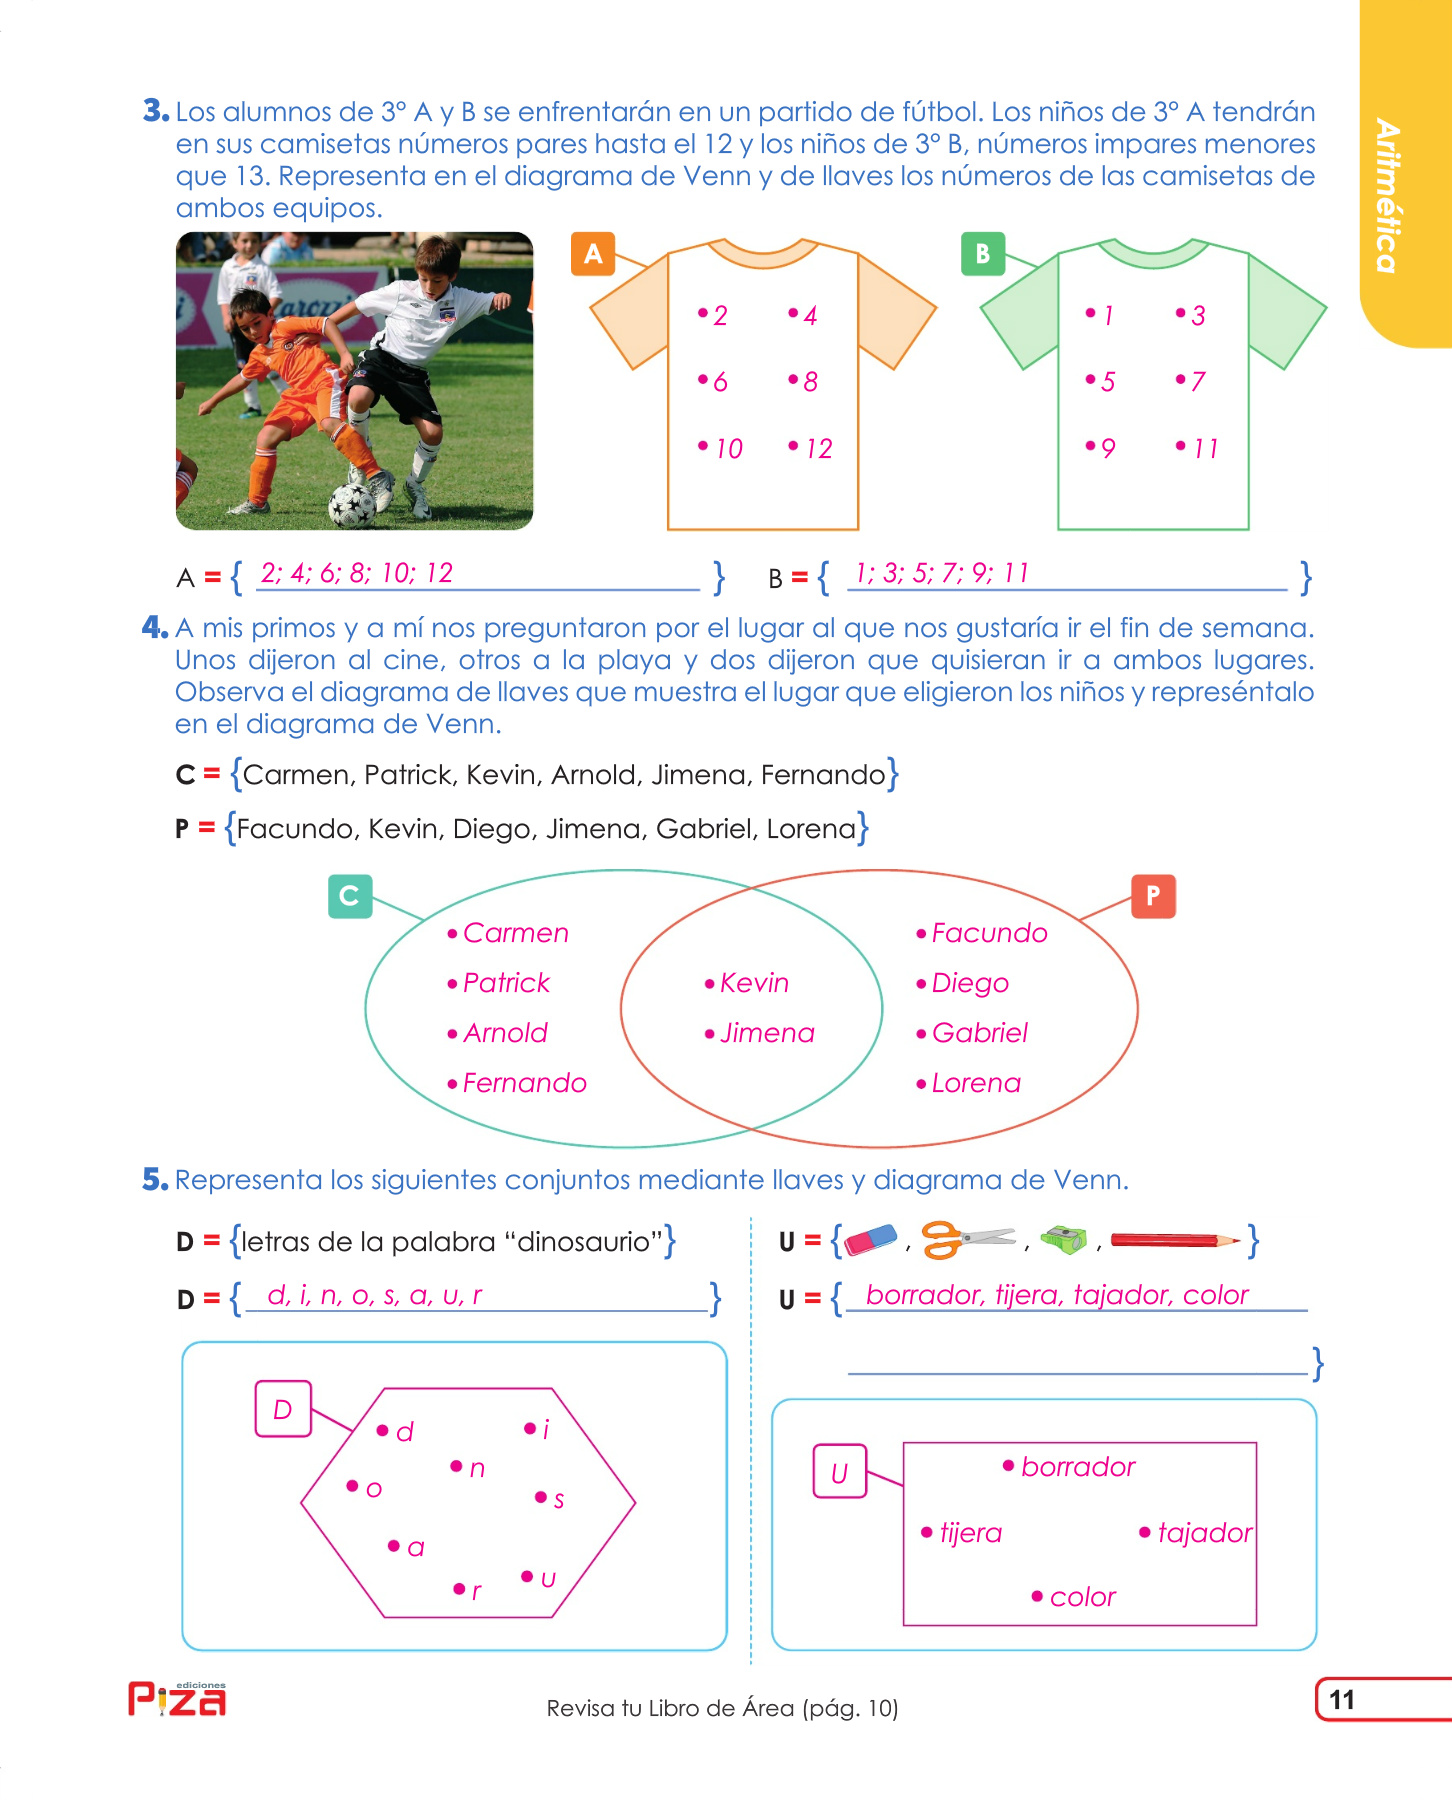 Aritmética
3. Los alumnos de 3° A y B se enfrentarán en un partido de fútbol. Los niños de 3° A tendrán
en sus camisetas números pares hasta el 12 y los niños de 3° B, números impares menores
que 13. Representa en el diagrama de Venn y de llaves los números de las camisetas de
ambos equipos.
A
•2 •4
•6 •8
•10 •12
B
•1 •3
•5 •7
•9 •11
carozzi
A = { 2; 4; 6; 8; 10; 12 }
B = { 1; 3; 5; 7; 9; 11 }
4. A mis primos y a mí nos preguntaron por el lugar al que nos gustaría ir el fin de semana.
Unos dijeron al cine, otros a la playa y dos dijeron que quisieran ir a ambos lugares.
Observa el diagrama de llaves que muestra el lugar que eligieron los niños y represéntalo
en el diagrama de Venn.
C = {Carmen, Patrick, Kevin, Arnold, Jimena, Fernando}
P = {Facundo, Kevin, Diego, Jimena, Gabriel, Lorena}
C
P
•Carmen
•Patrick
•Arnold
•Fernando
•Kevin
•Jimena
•Facundo
•Diego
•Gabriel
•Lorena
5. Representa los siguientes conjuntos mediante llaves y diagrama de Venn.
D = {letras de la palabra “dinosaurio”}
D = { d, i, n, o, s, a, u, r }
D
•d •i
•n
•o •s
•a
•r •u
U = { , , , }
U = { borrador, tijera, tajador, color
}
U
•borrador
•tijera •tajador
•color
ediciones
Piza
Revisa tu Libro de Área (pág. 10)
11